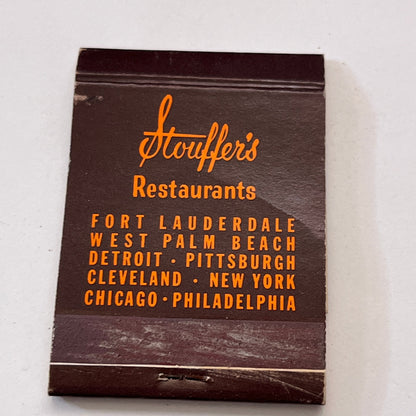 Stouffer's
Restaurants
FORT LAUDERDALE
WEST PALM BEACH
DETROIT · PITTSBURGH
CLEVELAND · NEW YORK
CHICAGO · PHILADELPHIA